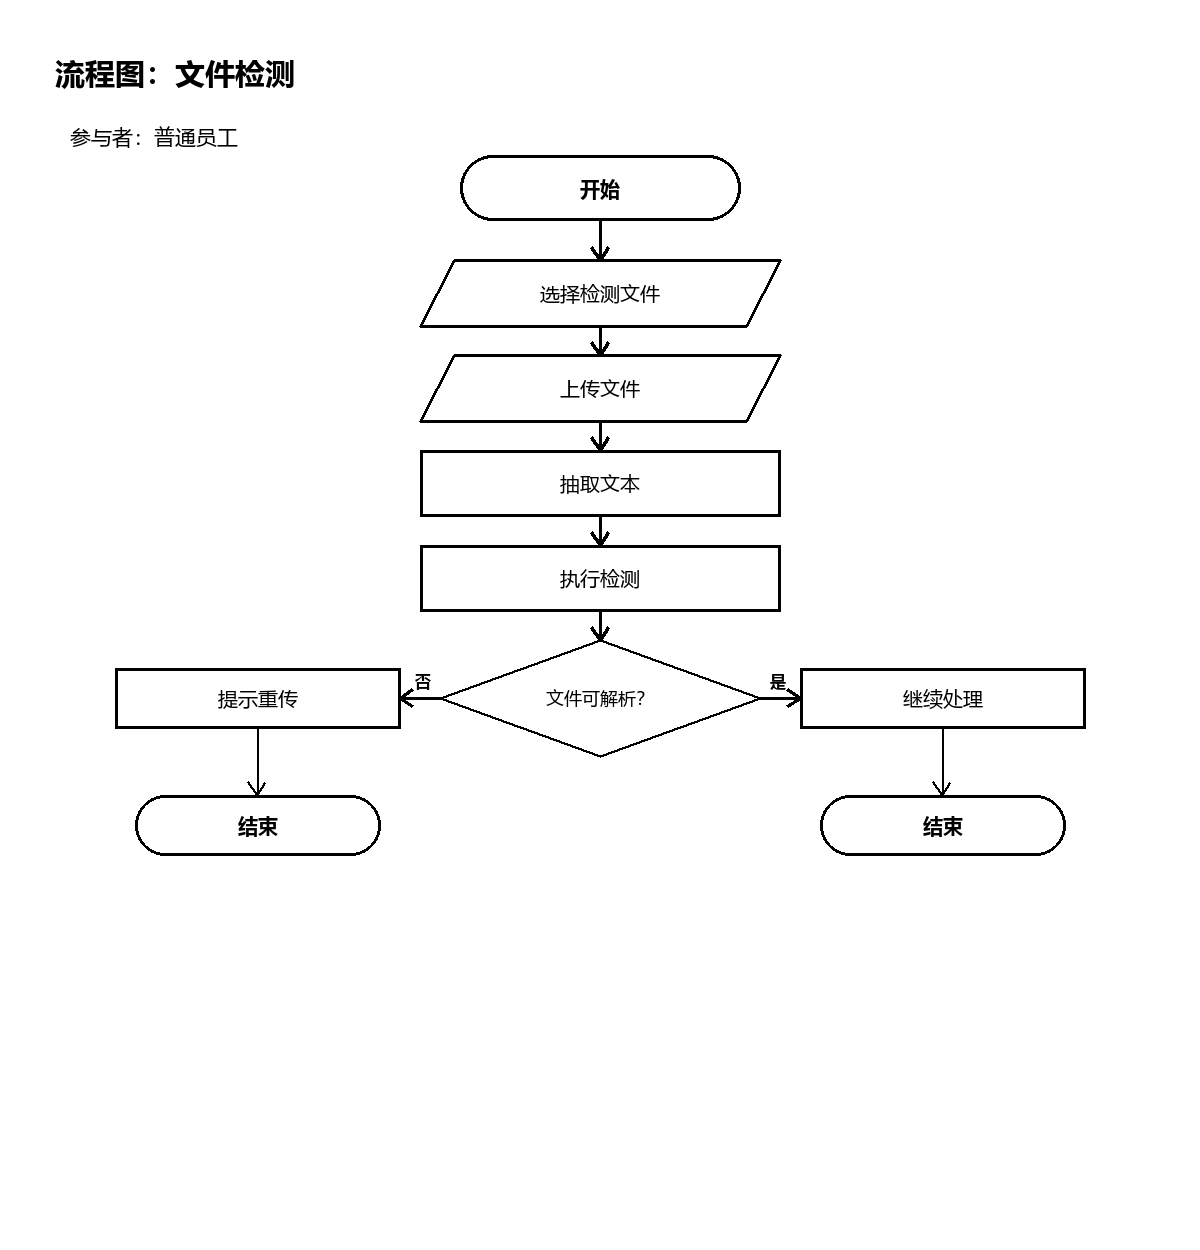 流程图：文件检测
参与者：普通员工
开始
选择检测文件
上传文件
抽取文本
执行检测
否
是
提示重传
文件可解析？
继续处理
结束
结束